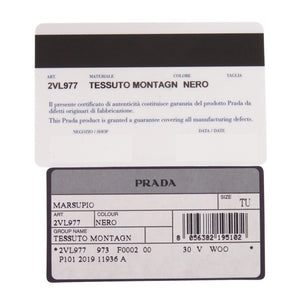 ART. MATERIALE COLORE TAGLIA
2VL977 TESSUTO MONTAGN NERO
Il presente certificato di autenticità costituisce garanzia del prodotto Prada da
difetti originari di fabbricazione.
This Prada product is granted a guarantee covering all manufacturing defects.
NEGOZIO / SHOP DATA / DATE
PRADA
MARSUPIO SIZE TU
ART COLOUR
2VL977 NERO
GROUP NAME
TESSUTO MONTAGN 8 056382 195102
*2VL977 973 F0002 00 30 V WOO *
P101 2019 11936 A